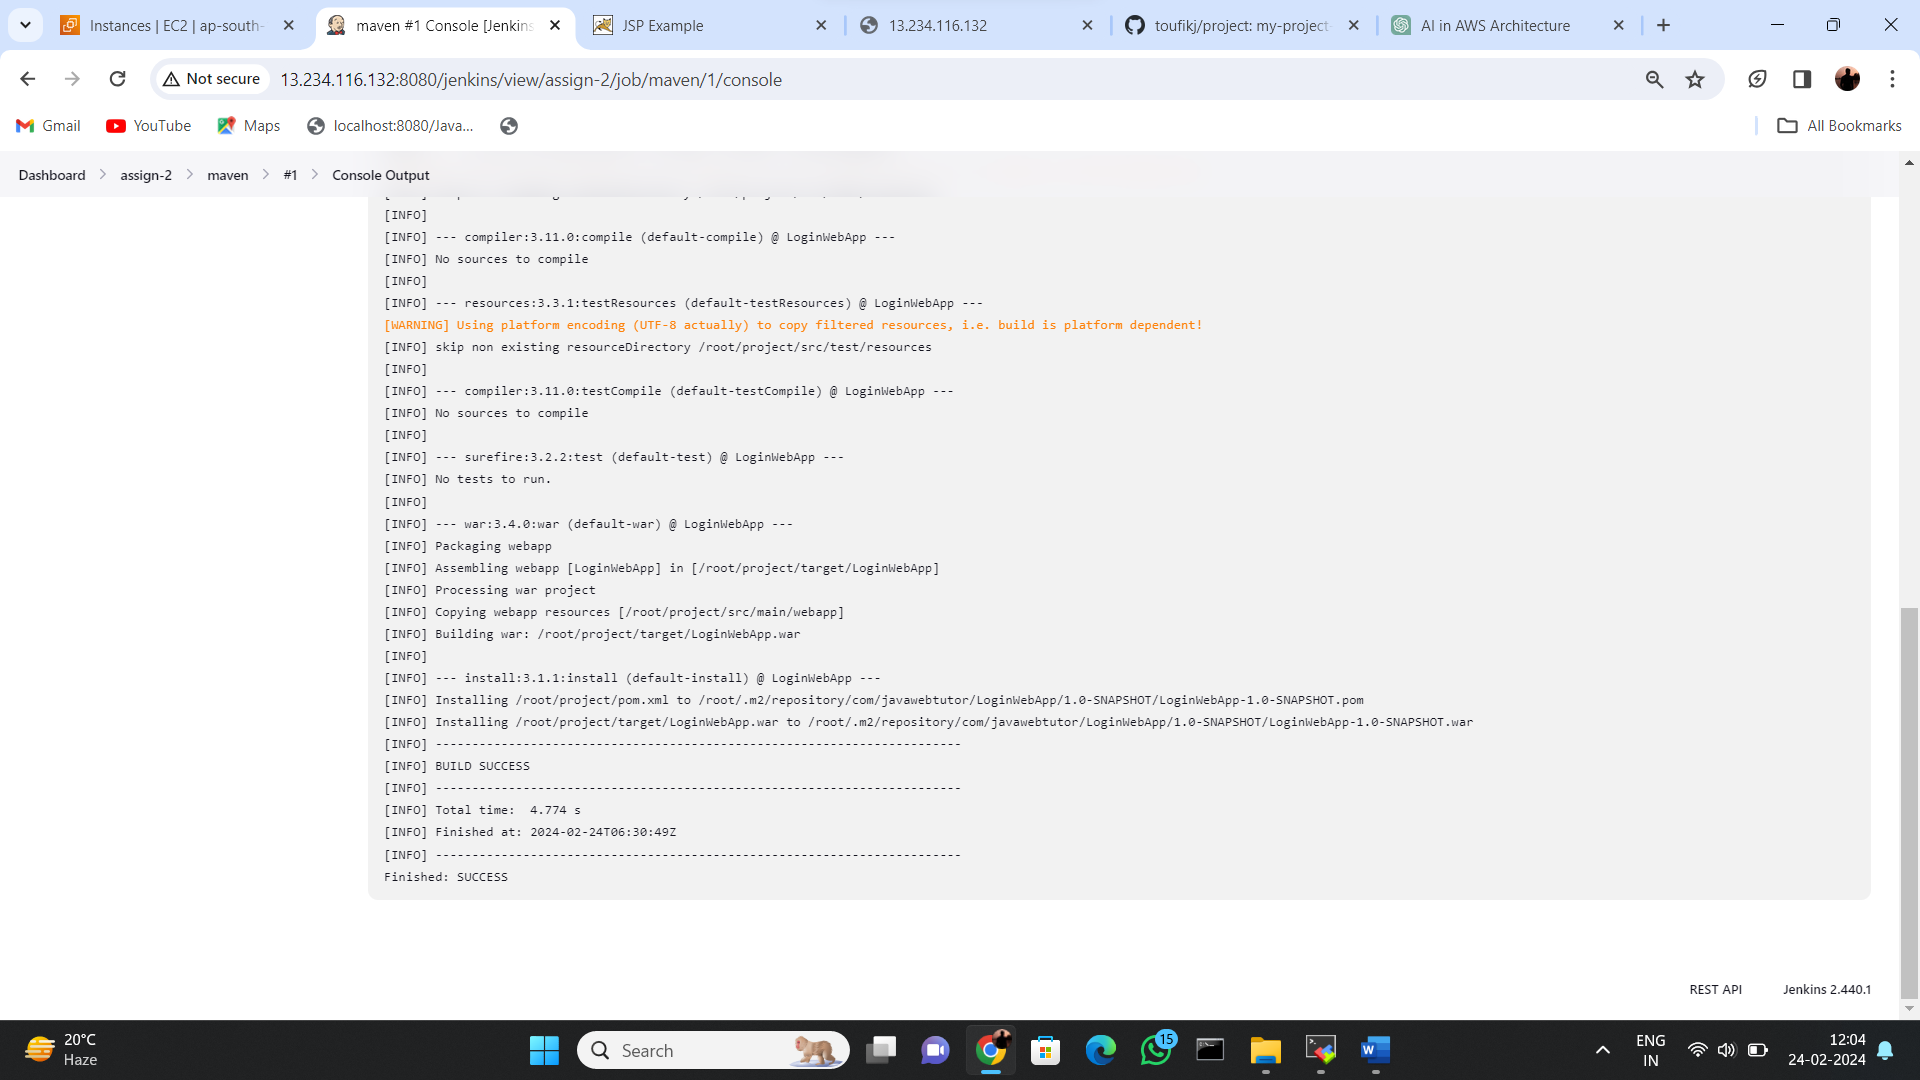 Instances | EC2 | ap-south-
maven #1 Console [Jenkins
JSP Example
13.234.116.132
toufikj/project: my-project-
AI in AWS Architecture
Not secure
13.234.116.132:8080/jenkins/view/assign-2/job/maven/1/console
Gmail
YouTube
Maps
localhost:8080/Java...
All Bookmarks
Dashboard > assign-2 > maven > #1 > Console Output
[INFO]
[INFO] --- compiler:3.11.0:compile (default-compile) @ LoginWebApp ---
[INFO] No sources to compile
[INFO]
[INFO] --- resources:3.3.1:testResources (default-testResources) @ LoginWebApp ---
[WARNING] Using platform encoding (UTF-8 actually) to copy filtered resources, i.e. build is platform dependent!
[INFO] skip non existing resourceDirectory /root/project/src/test/resources
[INFO]
[INFO] --- compiler:3.11.0:testCompile (default-testCompile) @ LoginWebApp ---
[INFO] No sources to compile
[INFO]
[INFO] --- surefire:3.2.2:test (default-test) @ LoginWebApp ---
[INFO] No tests to run.
[INFO]
[INFO] --- war:3.4.0:war (default-war) @ LoginWebApp ---
[INFO] Packaging webapp
[INFO] Assembling webapp [LoginWebApp] in [/root/project/target/LoginWebApp]
[INFO] Processing war project
[INFO] Copying webapp resources [/root/project/src/main/webapp]
[INFO] Building war: /root/project/target/LoginWebApp.war
[INFO]
[INFO] --- install:3.1.1:install (default-install) @ LoginWebApp ---
[INFO] Installing /root/project/pom.xml to /root/.m2/repository/com/javawebtutor/LoginWebApp/1.0-SNAPSHOT/LoginWebApp-1.0-SNAPSHOT.pom
[INFO] Installing /root/project/target/LoginWebApp.war to /root/.m2/repository/com/javawebtutor/LoginWebApp/1.0-SNAPSHOT/LoginWebApp-1.0-SNAPSHOT.war
[INFO] ------------------------------------------------------------------------
[INFO] BUILD SUCCESS
[INFO] ------------------------------------------------------------------------
[INFO] Total time:  4.774 s
[INFO] Finished at: 2024-02-24T06:30:49Z
[INFO] ------------------------------------------------------------------------
Finished: SUCCESS
REST API
Jenkins 2.440.1
20°C
Haze
Search
15
ENG
IN
12:04
24-02-2024